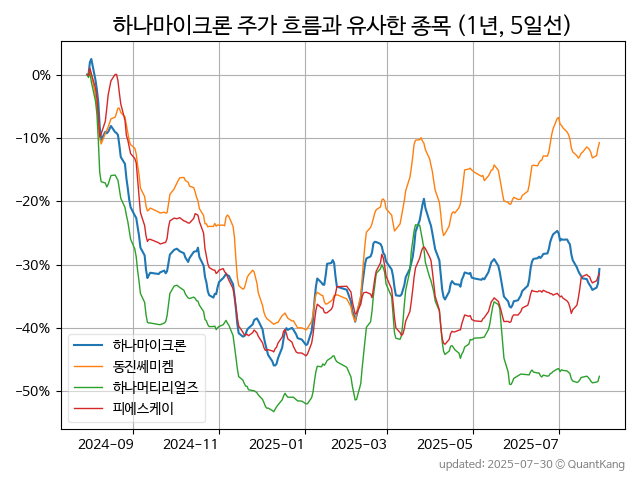 하나마이크론 주가 흐름과 유사한 종목 (1년, 5일선)
0%
−10%
−20%
−30%
−40%
−50%
하나마이크론
동진쎄미켐
하나머티리얼즈
피에스케이
2024-09 2024-11 2025-01 2025-03 2025-05 2025-07
updated: 2025-07-30 © QuantKang